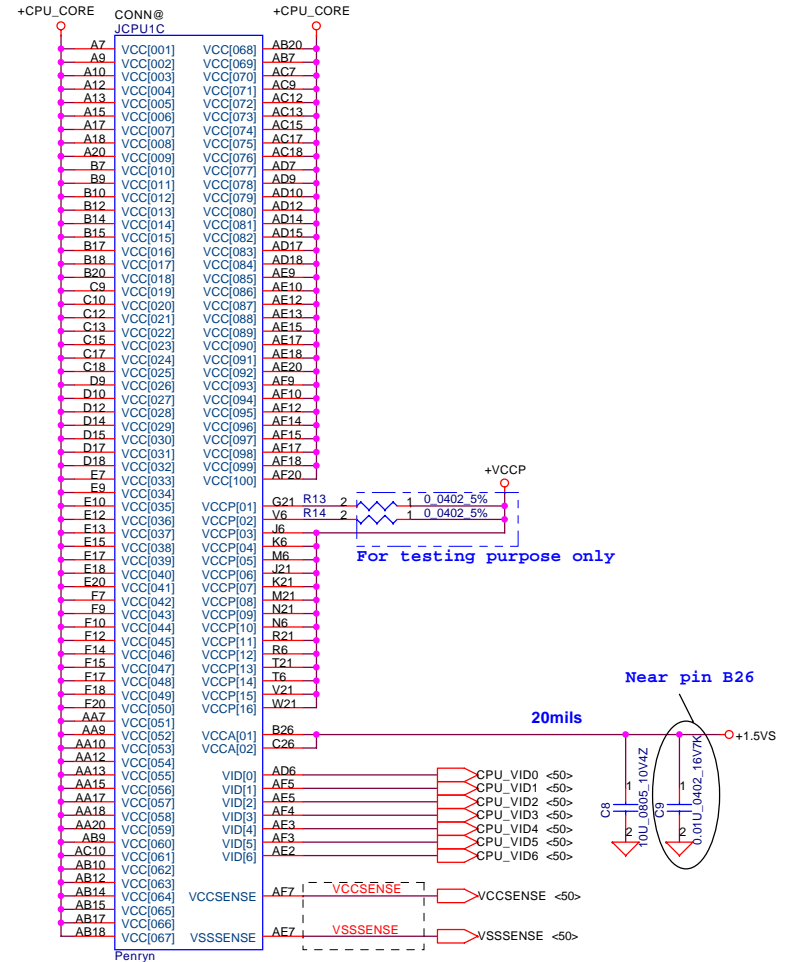 +CPU_CORE CONN@ +CPU_CORE
JCPU1C
A7 VCC[001] VCC[068] AB20
A9 VCC[002] VCC[069] AB7
A10 VCC[003] VCC[070] AC7
A12 VCC[004] VCC[071] AC9
A13 VCC[005] VCC[072] AC12
A15 VCC[006] VCC[073] AC13
A17 VCC[007] VCC[074] AC15
A18 VCC[008] VCC[075] AC17
A20 VCC[009] VCC[076] AC18
B7 VCC[010] VCC[077] AD7
B9 VCC[011] VCC[078] AD9
B10 VCC[012] VCC[079] AD10
B12 VCC[013] VCC[080] AD12
B14 VCC[014] VCC[081] AD14
B15 VCC[015] VCC[082] AD15
B17 VCC[016] VCC[083] AD17
B18 VCC[017] VCC[084] AD18
B20 VCC[018] VCC[085] AE9
C9 VCC[019] VCC[086] AE10
C10 VCC[020] VCC[087] AE12
C12 VCC[021] VCC[088] AE13
C13 VCC[022] VCC[089] AE15
C15 VCC[023] VCC[090] AE17
C17 VCC[024] VCC[091] AE18
C18 VCC[025] VCC[092] AE20
D9 VCC[026] VCC[093] AF9
D10 VCC[027] VCC[094] AF10
D12 VCC[028] VCC[095] AF12
D14 VCC[029] VCC[096] AF14
D15 VCC[030] VCC[097] AF15
D17 VCC[031] VCC[098] AF17
D18 VCC[032] VCC[099] AF18
E7 VCC[033] VCC[100] AF20
+VCCP
E9 VCC[034]
E10 VCC[035] VCCP[01] G21 R13 2 1 0_0402_5%
E12 VCC[036] VCCP[02] V6 R14 2 1 0_0402_5%
E13 VCC[037] VCCP[03] J6
E15 VCC[038] VCCP[04] K6
For testing purpose only
E17 VCC[039] VCCP[05] M6
E18 VCC[040] VCCP[06] J21
E20 VCC[041] VCCP[07] K21
F7 VCC[042] VCCP[08] M21
F9 VCC[043] VCCP[09] N21
F10 VCC[044] VCCP[10] N6
F12 VCC[045] VCCP[11] R21
F14 VCC[046] VCCP[12] R6
F15 VCC[047] VCCP[13] T21
F17 VCC[048] VCCP[14] T6
F18 VCC[049] VCCP[15] V21
F20 VCC[050] VCCP[16] W21
Near pin B26
AA7 VCC[051]
20mils
AA9 VCC[052] VCCA[01] B26
+1.5VS
AA10 VCC[053] VCCA[02] C26
AA12 VCC[054]
AA13 VCC[055] VID[0] AD6 CPU_VID0 <50>
AA15 VCC[056] VID[1] AF5 CPU_VID1 <50>
AA17 VCC[057] VID[2] AE5 CPU_VID2 <50>
AA18 VCC[058] VID[3] AF4 CPU_VID3 <50>
AA20 VCC[059] VID[4] AE3 CPU_VID4 <50>
AB9 VCC[060] VID[5] AF3 CPU_VID5 <50>
AC10 VCC[061] VID[6] AE2 CPU_VID6 <50>
C8 1 2 10U_0805_10V4Z
C9 1 2 0.01U_0402_16V7K
AB10 VCC[062]
AB12 VCC[063]
AB14 VCC[064] VCCSENSE AF7 VCCSENSE VCCSENSE <50>
AB15 VCC[065]
AB17 VCC[066]
AB18 VCC[067] VSSSENSE AE7 VSSSENSE VSSSENSE <50>
Penryn